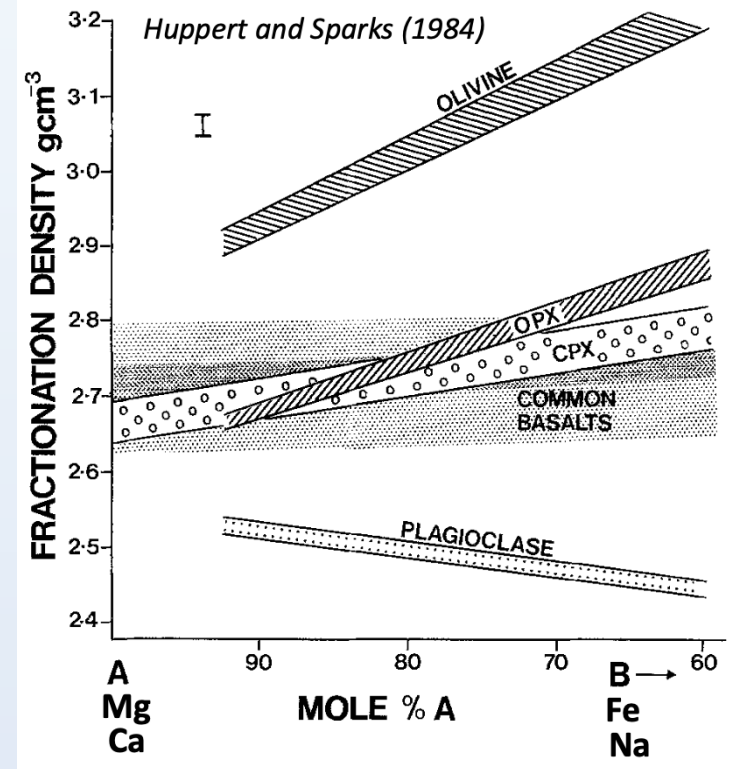 Huppert and Sparks (1984)
FRACTIONATION DENSITY gcm⁻³
3·2
3·1
3·0
2·9
2·8
2·7
2·6
2·5
2·4
OLIVINE
OPX
CPX
COMMON
BASALTS
PLAGIOCLASE
90 80 70 60
A MOLE % A B →
Mg Fe
Ca Na